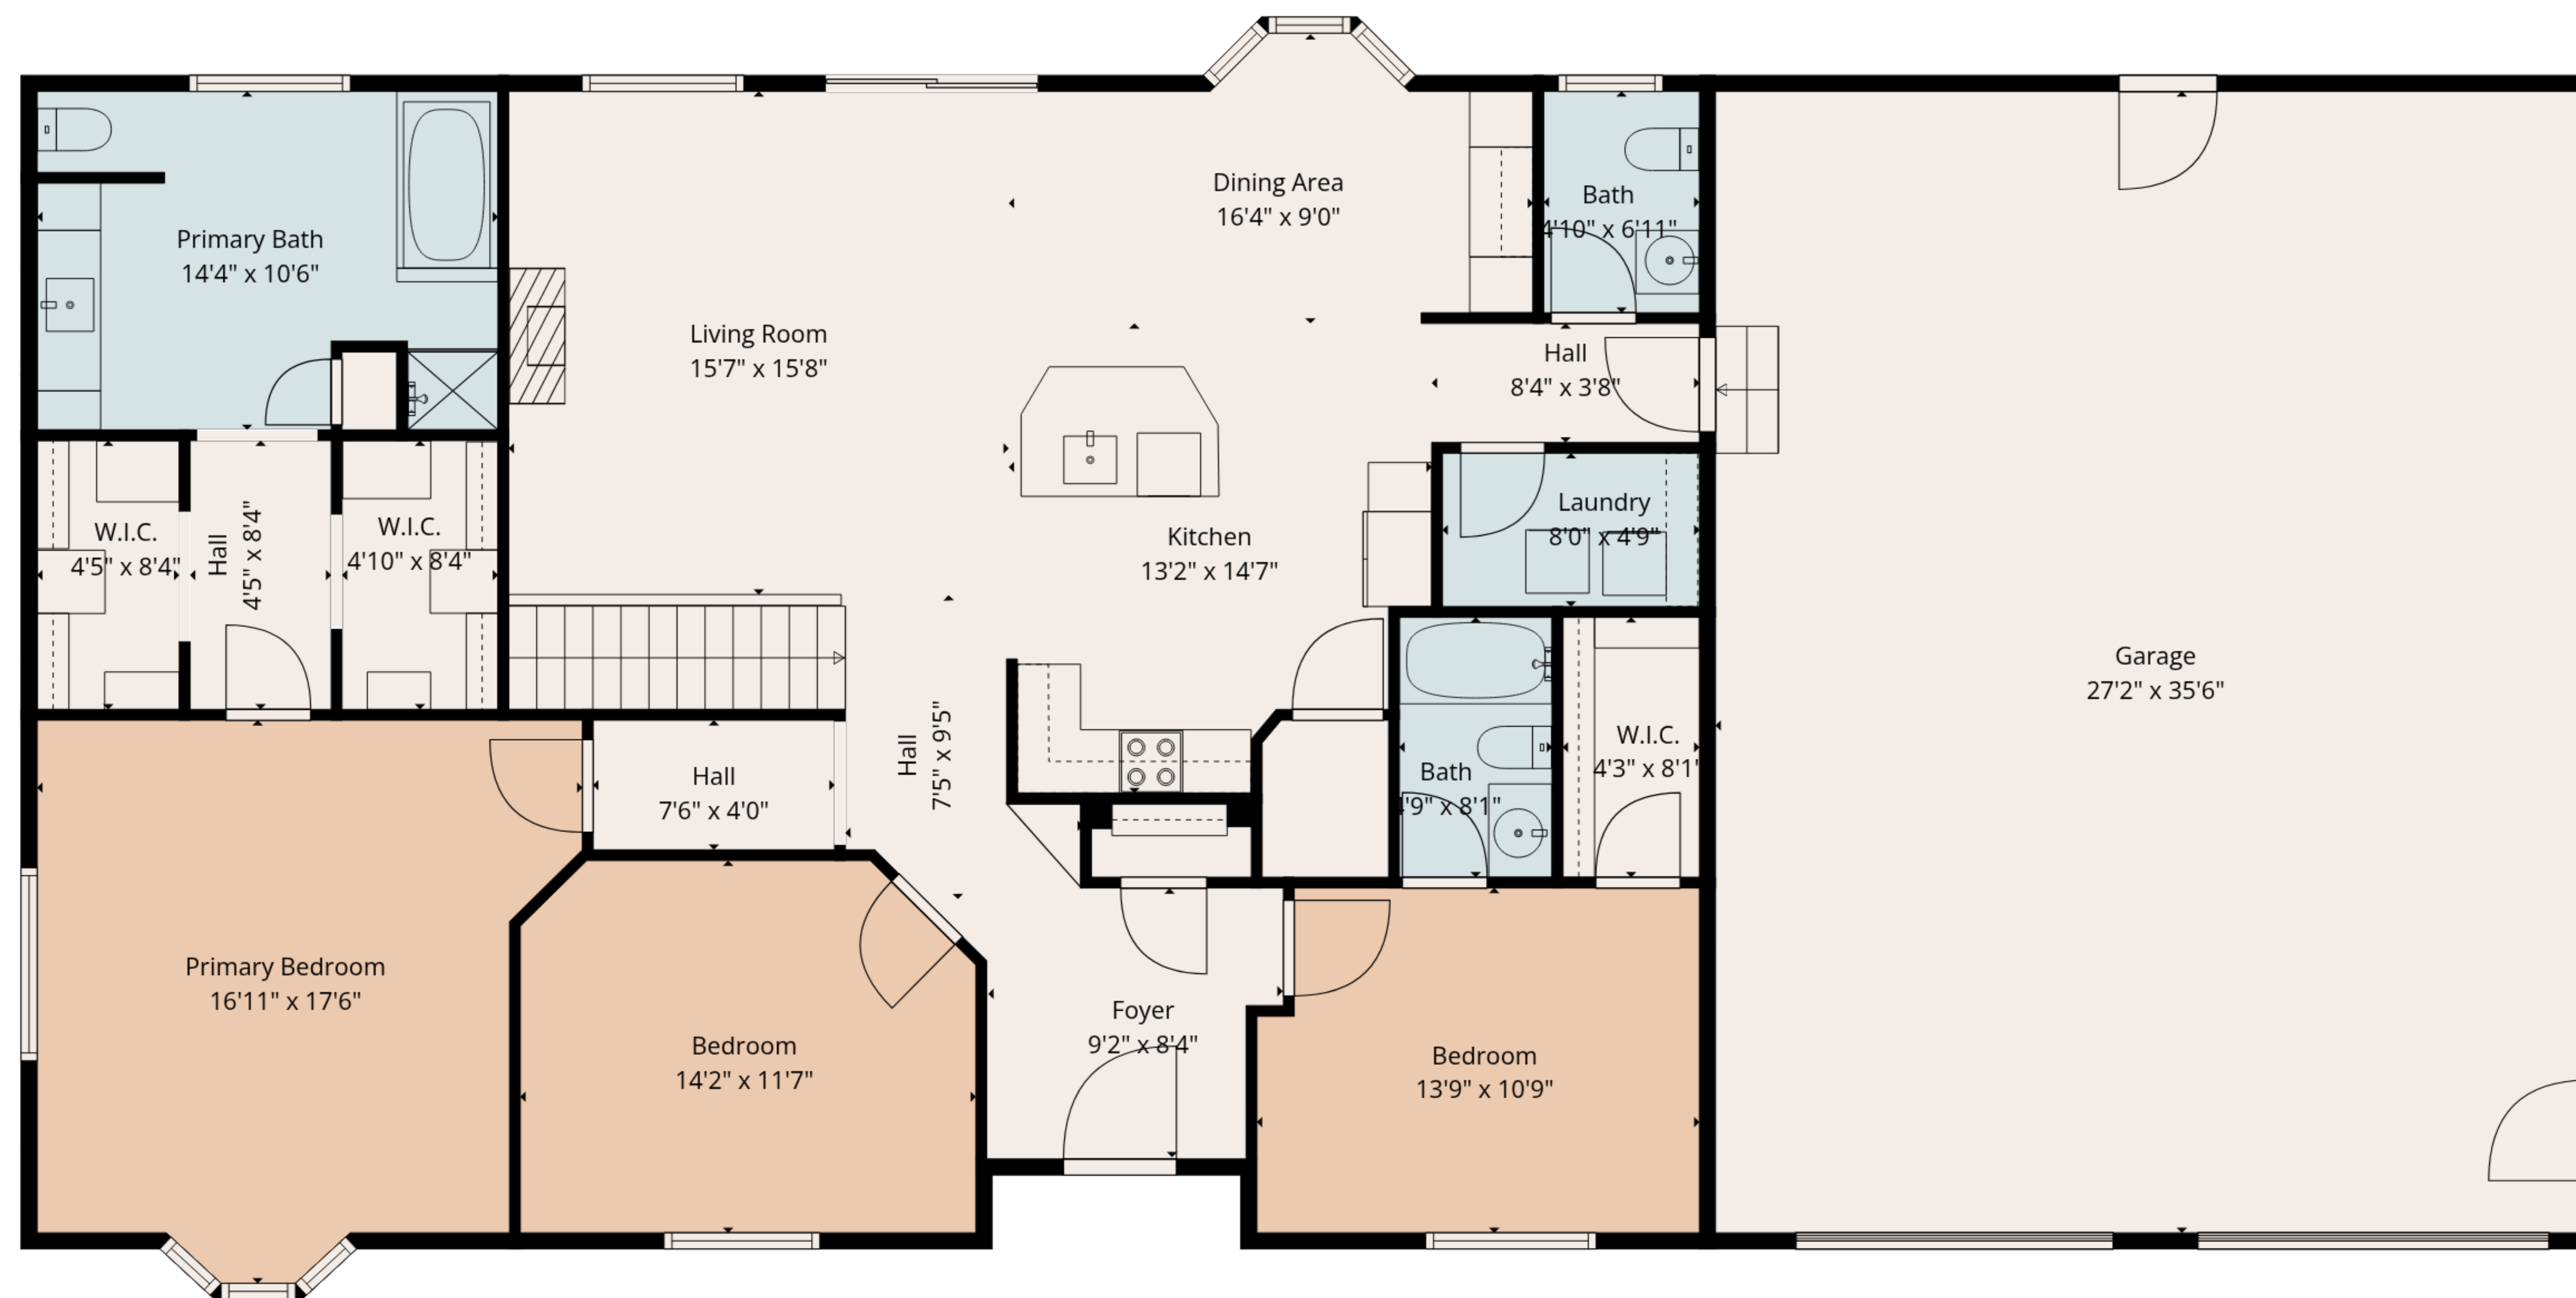 Primary Bath
14'4" x 10'6"
Living Room
15'7" x 15'8"
Dining Area
16'4" x 9'0"
Bath
4'10" x 6'11"
Hall
8'4" x 3'8"
W.I.C.
4'5" x 8'4"
Hall
4'5" x 8'4"
W.I.C.
4'10" x 8'4"
Kitchen
13'2" x 14'7"
Laundry
8'0" x 4'9"
Garage
27'2" x 35'6"
Hall
7'6" x 4'0"
Hall
7'5" x 9'5"
Bath
4'9" x 8'1"
W.I.C.
4'3" x 8'1"
Primary Bedroom
16'11" x 17'6"
Bedroom
14'2" x 11'7"
Foyer
9'2" x 8'4"
Bedroom
13'9" x 10'9"